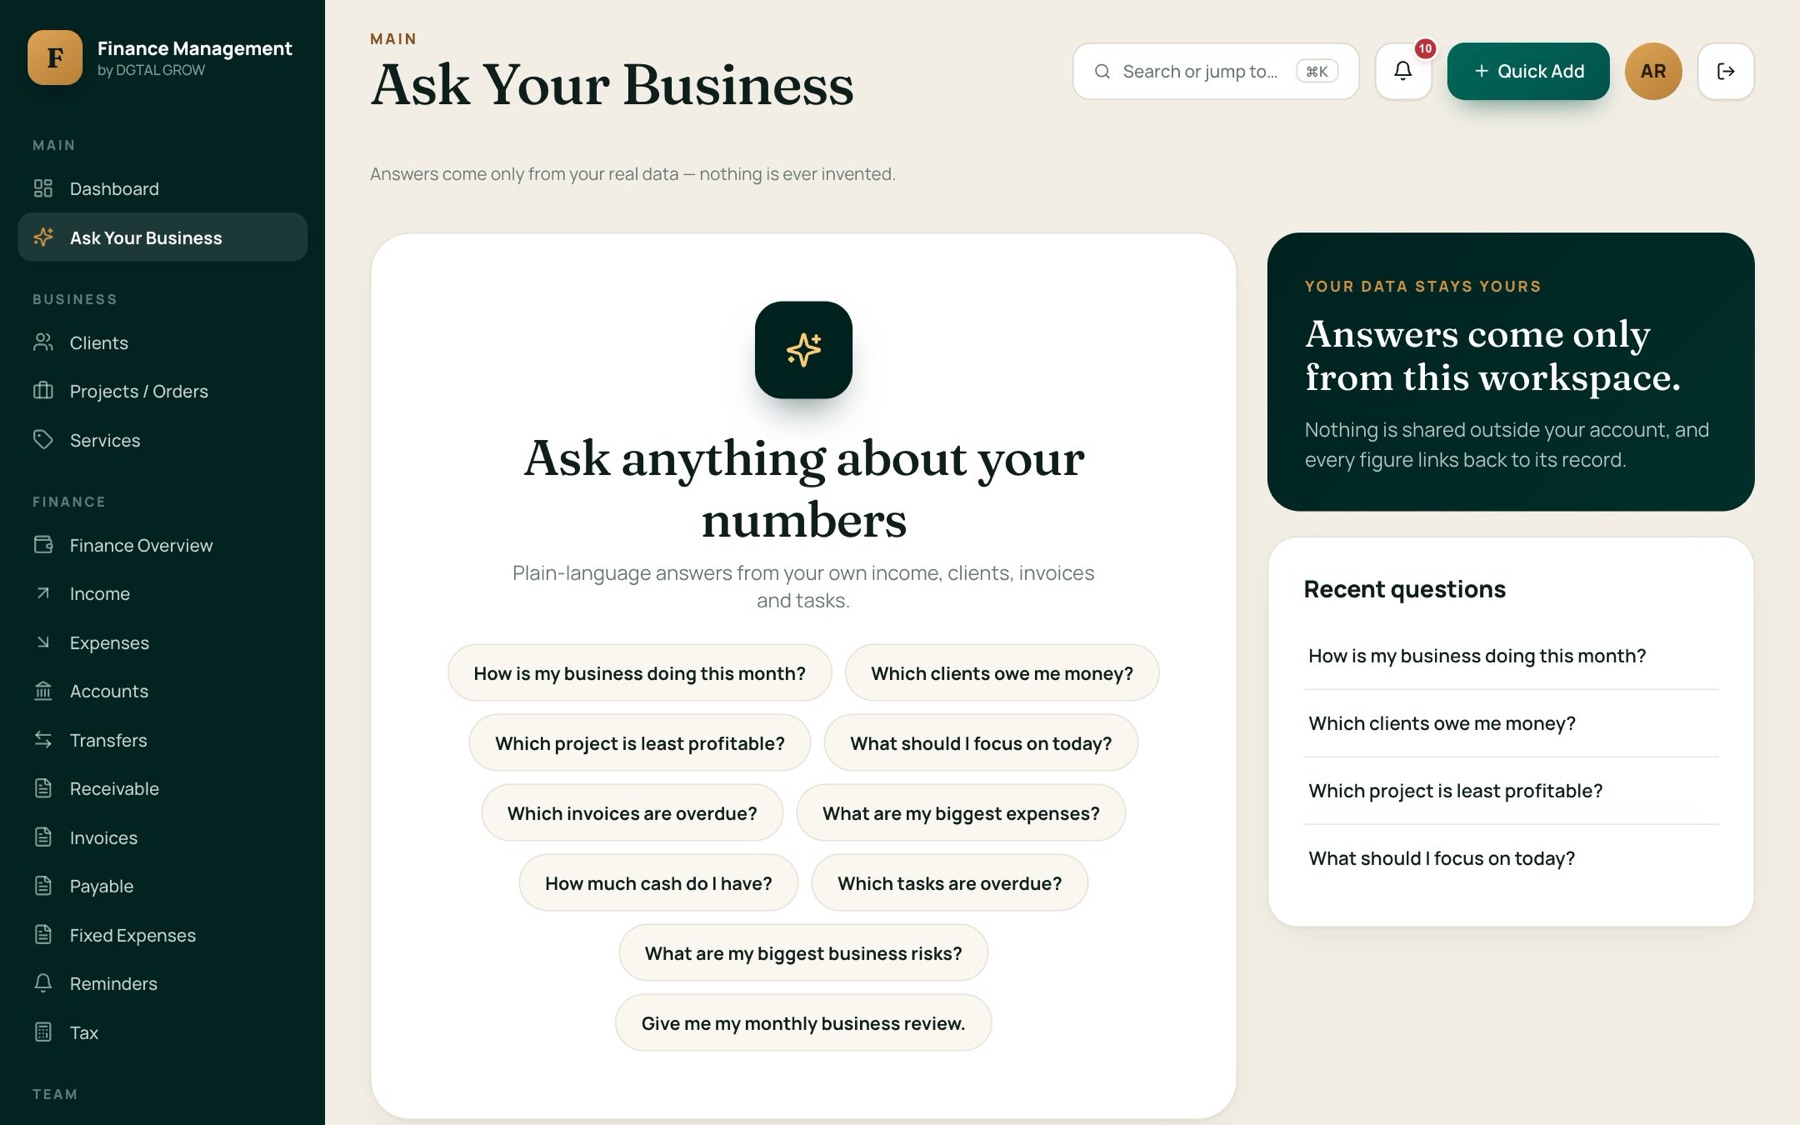 F
Finance Management
by DGTAL GROW
MAIN
Dashboard
Ask Your Business
BUSINESS
Clients
Projects / Orders
Services
FINANCE
Finance Overview
Income
Expenses
Accounts
Transfers
Receivable
Invoices
Payable
Fixed Expenses
Reminders
Tax
TEAM
MAIN
Ask Your Business
Search or jump to...
⌘K
10
+ Quick Add
AR
Answers come only from your real data — nothing is ever invented.
Ask anything about your
numbers
Plain-language answers from your own income, clients, invoices
and tasks.
How is my business doing this month?
Which clients owe me money?
Which project is least profitable?
What should I focus on today?
Which invoices are overdue?
What are my biggest expenses?
How much cash do I have?
Which tasks are overdue?
What are my biggest business risks?
Give me my monthly business review.
YOUR DATA STAYS YOURS
Answers come only
from this workspace.
Nothing is shared outside your account, and
every figure links back to its record.
Recent questions
How is my business doing this month?
Which clients owe me money?
Which project is least profitable?
What should I focus on today?